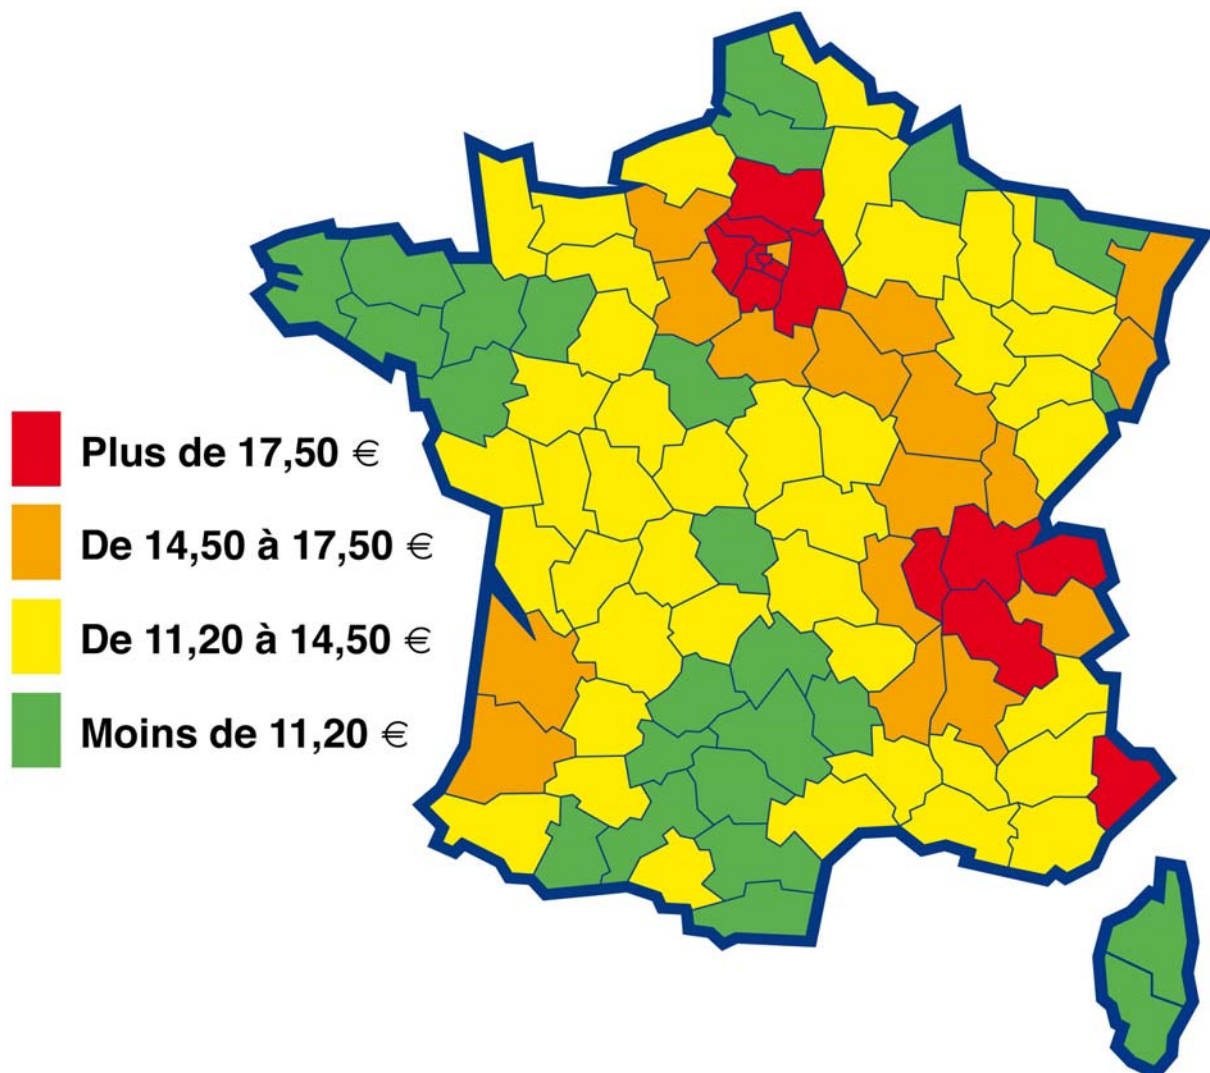 Plus de 17,50 €
De 14,50 à 17,50 €
De 11,20 à 14,50 €
Moins de 11,20 €